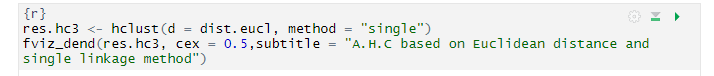 {r}
res.hc3 <- hclust(d = dist.eucl, method = "single")
fviz_dend(res.hc3, cex = 0.5,subtitle = "A.H.C based on Euclidean distance and
single linkage method")